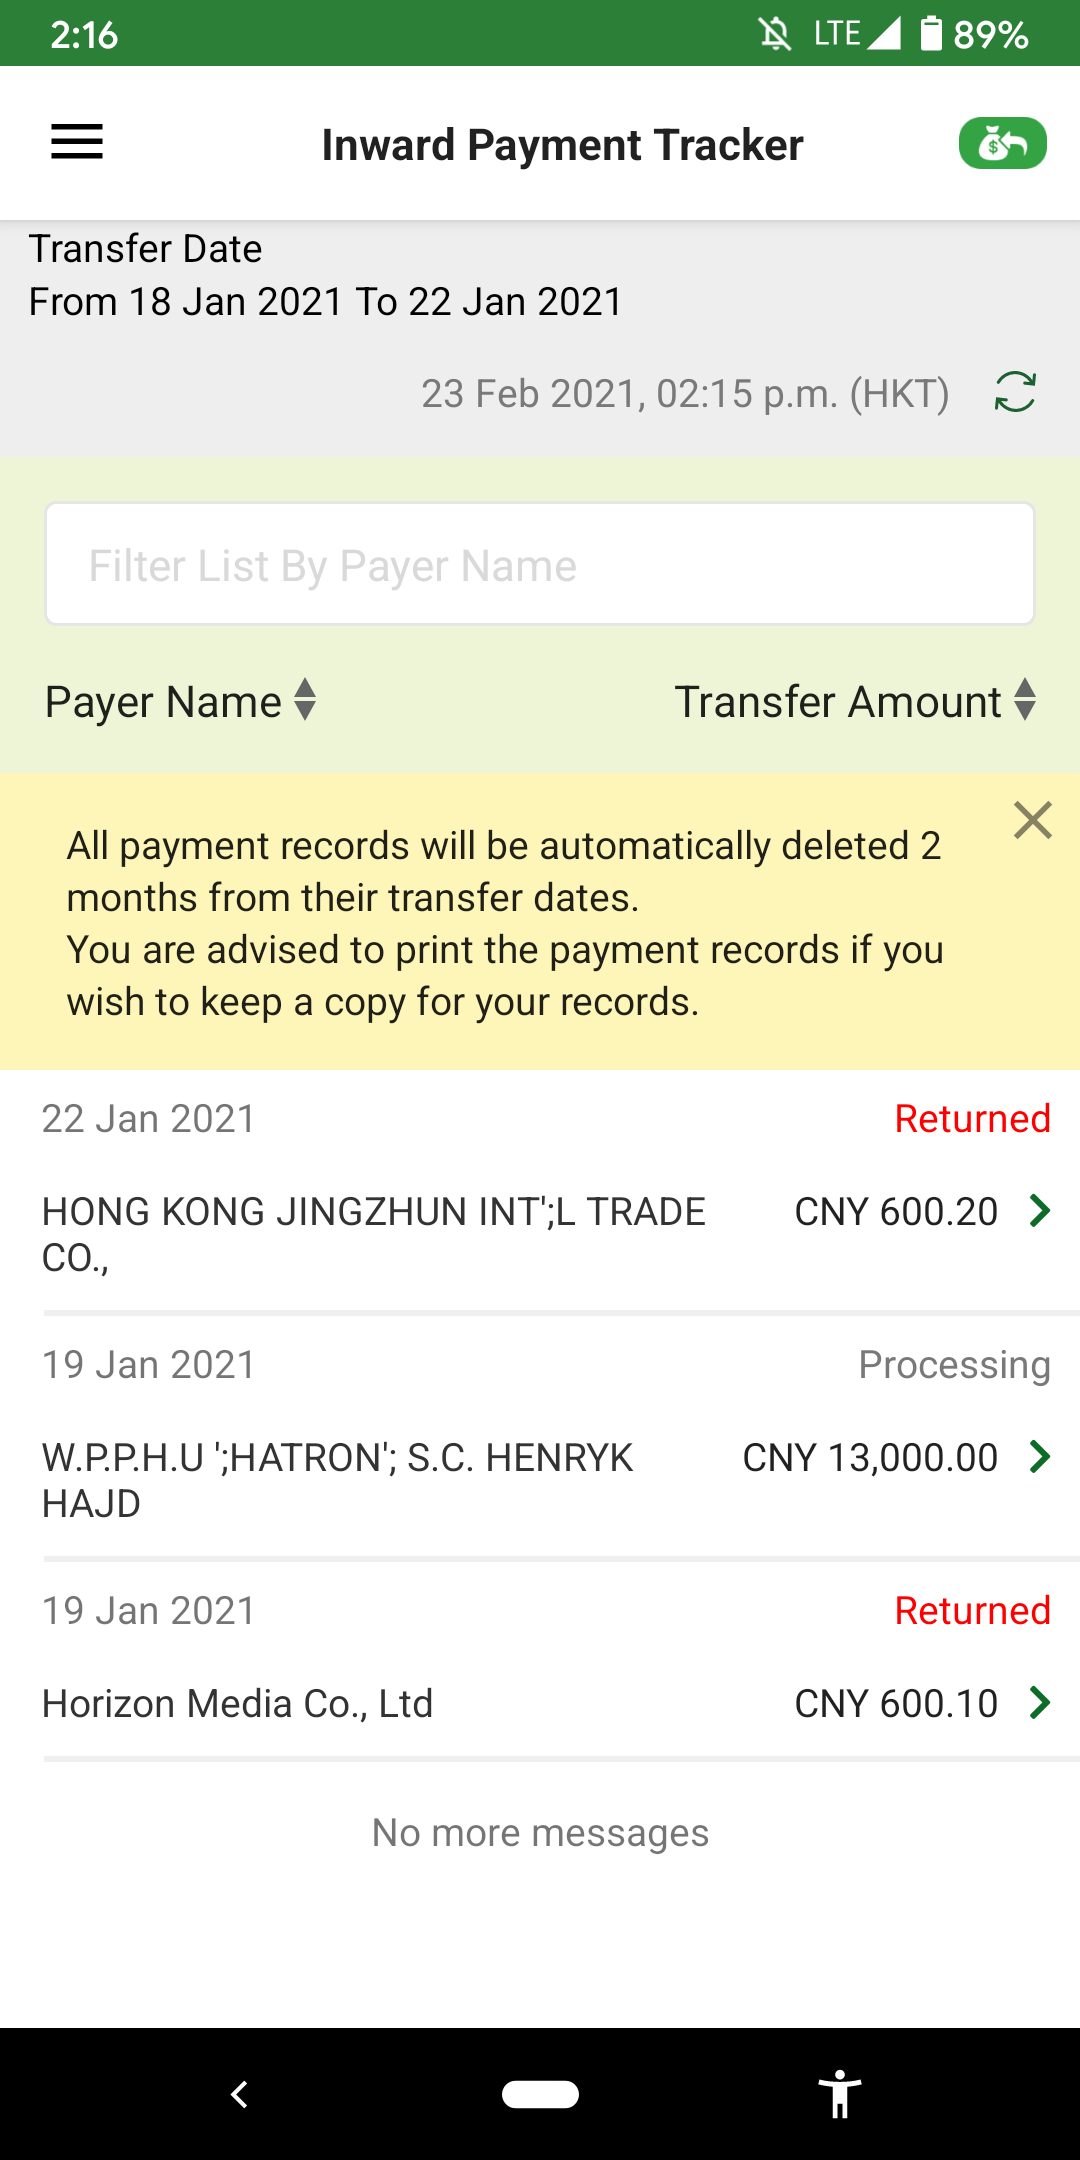 2:16
LTE 89%
Inward Payment Tracker
Transfer Date
From 18 Jan 2021 To 22 Jan 2021
23 Feb 2021, 02:15 p.m. (HKT)
Filter List By Payer Name
Payer Name
Transfer Amount
All payment records will be automatically deleted 2
months from their transfer dates.
You are advised to print the payment records if you
wish to keep a copy for your records.
22 Jan 2021
Returned
HONG KONG JINGZHUN INT';L TRADE
CO.,
CNY 600.20
19 Jan 2021
Processing
W.P.P.H.U ';HATRON'; S.C. HENRYK
HAJD
CNY 13,000.00
19 Jan 2021
Returned
Horizon Media Co., Ltd
CNY 600.10
No more messages